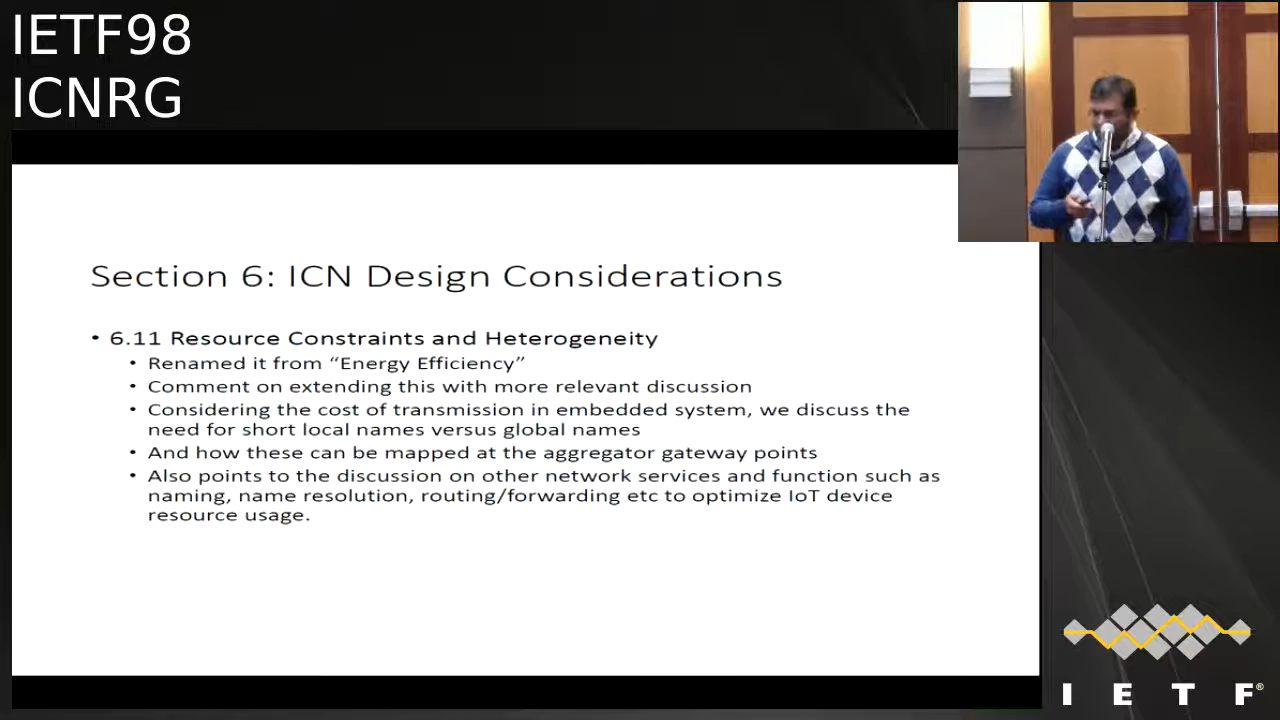 IETF98
ICNRG
Section 6: ICN Design Considerations
• 6.11 Resource Constraints and Heterogeneity
• Renamed it from “Energy Efficiency”
• Comment on extending this with more relevant discussion
• Considering the cost of transmission in embedded system, we discuss the
need for short local names versus global names
• And how these can be mapped at the aggregator gateway points
• Also points to the discussion on other network services and function such as
naming, name resolution, routing/forwarding etc to optimize IoT device
resource usage.
I E T F®